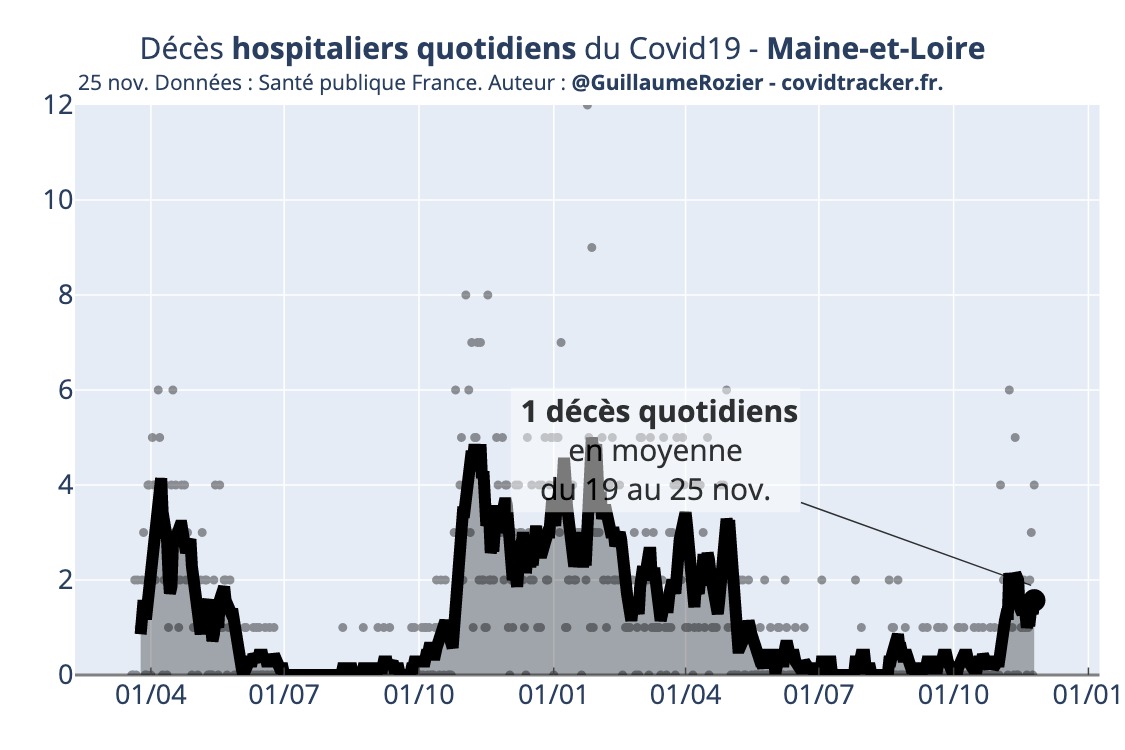 Décès hospitaliers quotidiens du Covid19 - Maine-et-Loire
25 nov. Données : Santé publique France. Auteur : @GuillaumeRozier - covidtracker.fr.
12
10
8
6
4
2
0
1 décès quotidiens
en moyenne
du 19 au 25 nov.
01/04 01/07 01/10 01/01 01/04 01/07 01/10 01/01